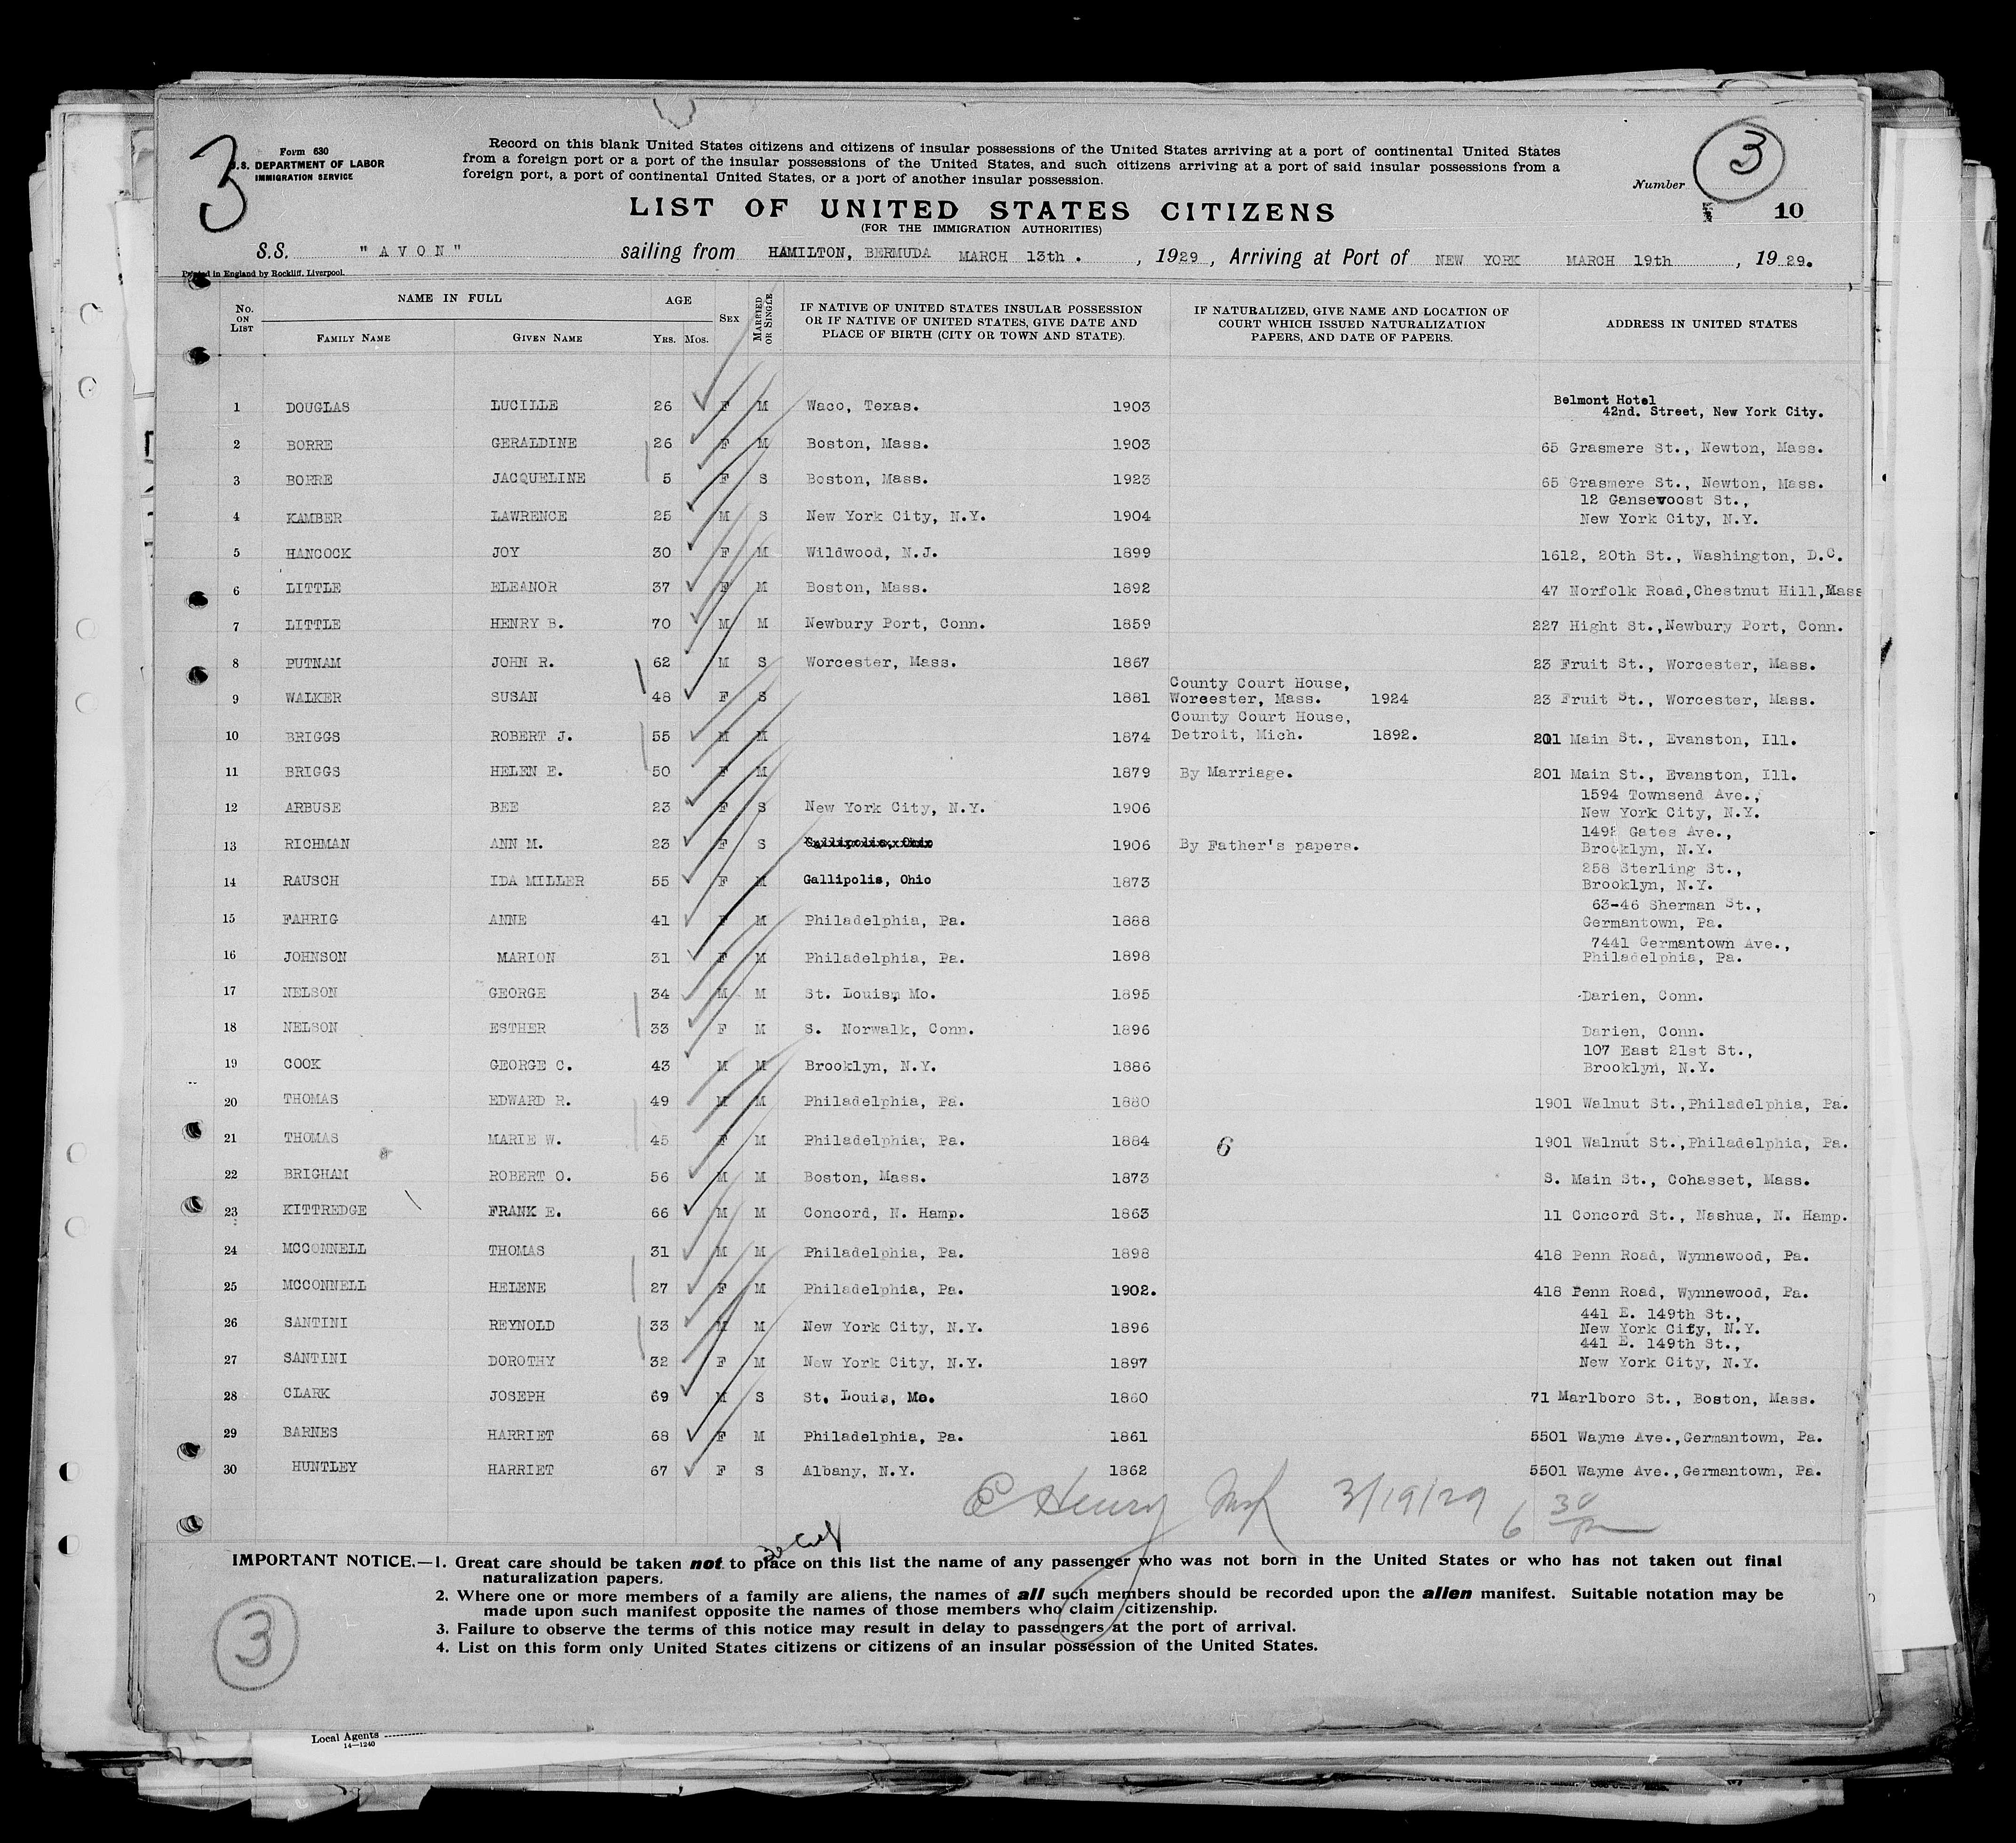 3
Form 630
U.S. DEPARTMENT OF LABOR
IMMIGRATION SERVICE
Record on this blank United States citizens and citizens of insular possessions of the United States arriving at a port of continental United States
from a foreign port or a port of the insular possessions of the United States, and such citizens arriving at a port of said insular possessions from a
foreign port, a port of continental United States, or a port of another insular possession.
Number 3
10
LIST OF UNITED STATES CITIZENS
(FOR THE IMMIGRATION AUTHORITIES)
S.S. "AVON" sailing from HAMILTON, BERMUDA MARCH 13th. , 1929, Arriving at Port of NEW YORK MARCH 19th , 1929.
Printed in England by Rockliff, Liverpool.
No. ON LIST NAME IN FULL FAMILY NAME GIVEN NAME AGE YRS. MOS. SEX MARRIED OR SINGLE IF NATIVE OF UNITED STATES INSULAR POSSESSION OR IF NATIVE OF UNITED STATES, GIVE DATE AND PLACE OF BIRTH (CITY OR TOWN AND STATE). IF NATURALIZED, GIVE NAME AND LOCATION OF COURT WHICH ISSUED NATURALIZATION PAPERS, AND DATE OF PAPERS. ADDRESS IN UNITED STATES
1 DOUGLAS LUCILLE 26 F M Waco, Texas. 1903 Belmont Hotel 42nd. Street, New York City.
2 BORRE GERALDINE 26 F M Boston, Mass. 1903 65 Grasmere St., Newton, Mass.
3 BORRE JACQUELINE 5 F S Boston, Mass. 1923 65 Grasmere St., Newton, Mass.
4 KAMBER LAWRENCE 25 M S New York City, N.Y. 1904 12 Gansevoost St., New York City, N.Y.
5 HANCOCK JOY 30 F M Wildwood, N.J. 1899 1612, 20th St., Washington, D.C.
6 LITTLE ELEANOR 37 F M Boston, Mass. 1892 47 Norfolk Road,Chestnut Hill,Mass
7 LITTLE HENRY B. 70 M M Newbury Port, Conn. 1859 227 Hight St.,Newbury Port, Conn.
8 PUTNAM JOHN R. 62 M S Worcester, Mass. 1867 23 Fruit St., Worcester, Mass.
9 WALKER SUSAN 48 F S 1881 County Court House, Worcester, Mass. 1924 23 Fruit St., Worcester, Mass.
10 BRIGGS ROBERT J. 55 M M 1874 County Court House, Detroit, Mich. 1892. 201 Main St., Evanston, Ill.
11 BRIGGS HELEN E. 50 F M 1879 By Marriage. 201 Main St., Evanston, Ill.
12 ARBUSE BEE 23 F S New York City, N.Y. 1906 1594 Townsend Ave., New York City, N.Y.
13 RICHMAN ANN M. 23 F S 1906 By Father's papers. Gates Ave., Brooklyn, N.Y.
14 RAUSCH IDA MILLER 55 F M Gallipolis, Ohio 1873 258 Sterling St., Brooklyn, N.Y.
15 FAHRIG ANNE 41 F M Philadelphia, Pa. 1888 63-46 Sherman St., Germantown, Pa.
16 JOHNSON MARION 31 F M Philadelphia, Pa. 1898 7441 Germantown Ave., Philadelphia, Pa.
17 NELSON GEORGE 34 M M St. Louis, Mo. 1895 Darien, Conn.
18 NELSON ESTHER 33 F M S. Norwalk, Conn. 1896 Darien, Conn.
19 COOK GEORGE C. 43 M M Brooklyn, N.Y. 1886 107 East 21st St., Brooklyn, N.Y.
20 THOMAS EDWARD R. 49 M M Philadelphia, Pa. 1880 1901 Walnut St.,Philadelphia, Pa.
21 THOMAS MARIE W. 45 F M Philadelphia, Pa. 1884 6 1901 Walnut St.,Philadelphia, Pa.
22 BRIGHAM ROBERT O. 56 M M Boston, Mass. 1873 S. Main St., Cohasset, Mass.
23 KITTREDGE FRANK E. 66 M M Concord, N. Hamp. 1863 11 Concord St., Nashua, N. Hamp.
24 MCCONNELL THOMAS 31 M M Philadelphia, Pa. 1898 418 Penn Road, Wynnewood, Pa.
25 MCCONNELL HELENE 27 F M Philadelphia, Pa. 1902. 418 Penn Road, Wynnewood, Pa.
26 SANTINI REYNOLD 33 M M New York City, N.Y. 1896 441 E. 149th St., New York City, N.Y.
27 SANTINI DOROTHY 32 F M New York City, N.Y. 1897 441 E. 149th St., New York City, N.Y.
28 CLARK JOSEPH 69 M S St. Louis, Mo. 1860 71 Marlboro St., Boston, Mass.
29 BARNES HARRIET 68 F M Philadelphia, Pa. 1861 5501 Wayne Ave.,Germantown, Pa.
30 HUNTLEY HARRIET 67 F S Albany, N.Y. 1862 5501 Wayne Ave.,Germantown, Pa.
Henry 3/19/29 6 30 pm
IMPORTANT NOTICE.—1. Great care should be taken not to place on this list the name of any passenger who was not born in the United States or who has not taken out final
naturalization papers.
2. Where one or more members of a family are aliens, the names of all such members should be recorded upon the alien manifest. Suitable notation may be
made upon such manifest opposite the names of those members who claim citizenship.
3. Failure to observe the terms of this notice may result in delay to passengers at the port of arrival.
4. List on this form only United States citizens or citizens of an insular possession of the United States.
3
Local Agents
14—1240